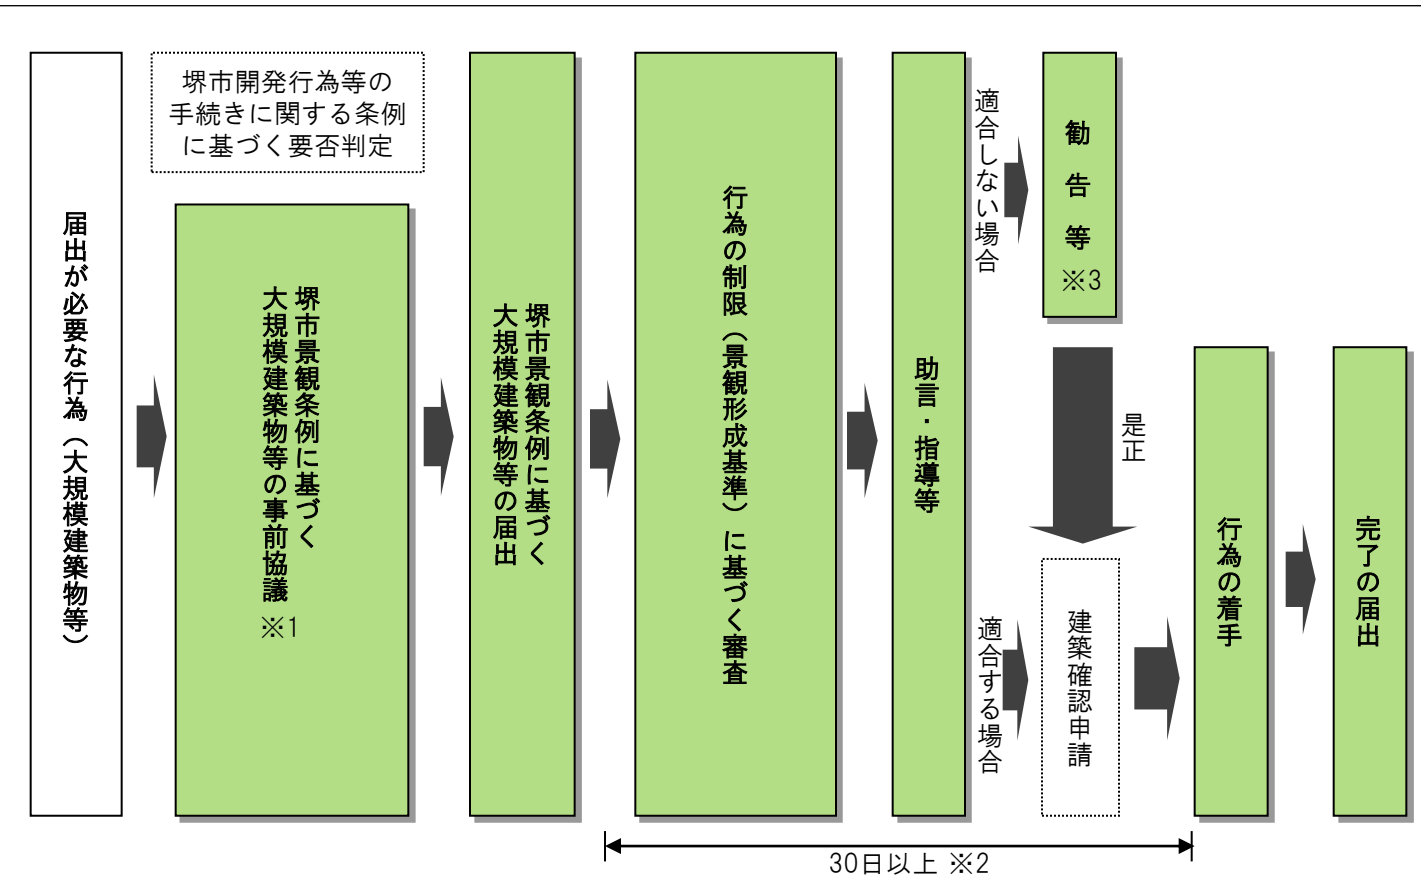 届出が必要な行為（大規模建築物等）
堺市開発行為等の
手続きに関する条例
に基づく要否判定
堺市景観条例に基づく
大規模建築物等の事前協議
※1
堺市景観条例に基づく
大規模建築物等の届出
行為の制限（景観形成基準）に基づく審査
助言・指導等
適合しない場合
勧告等
※3
是正
適合する場合
建築確認申請
行為の着手
完了の届出
30日以上 ※2